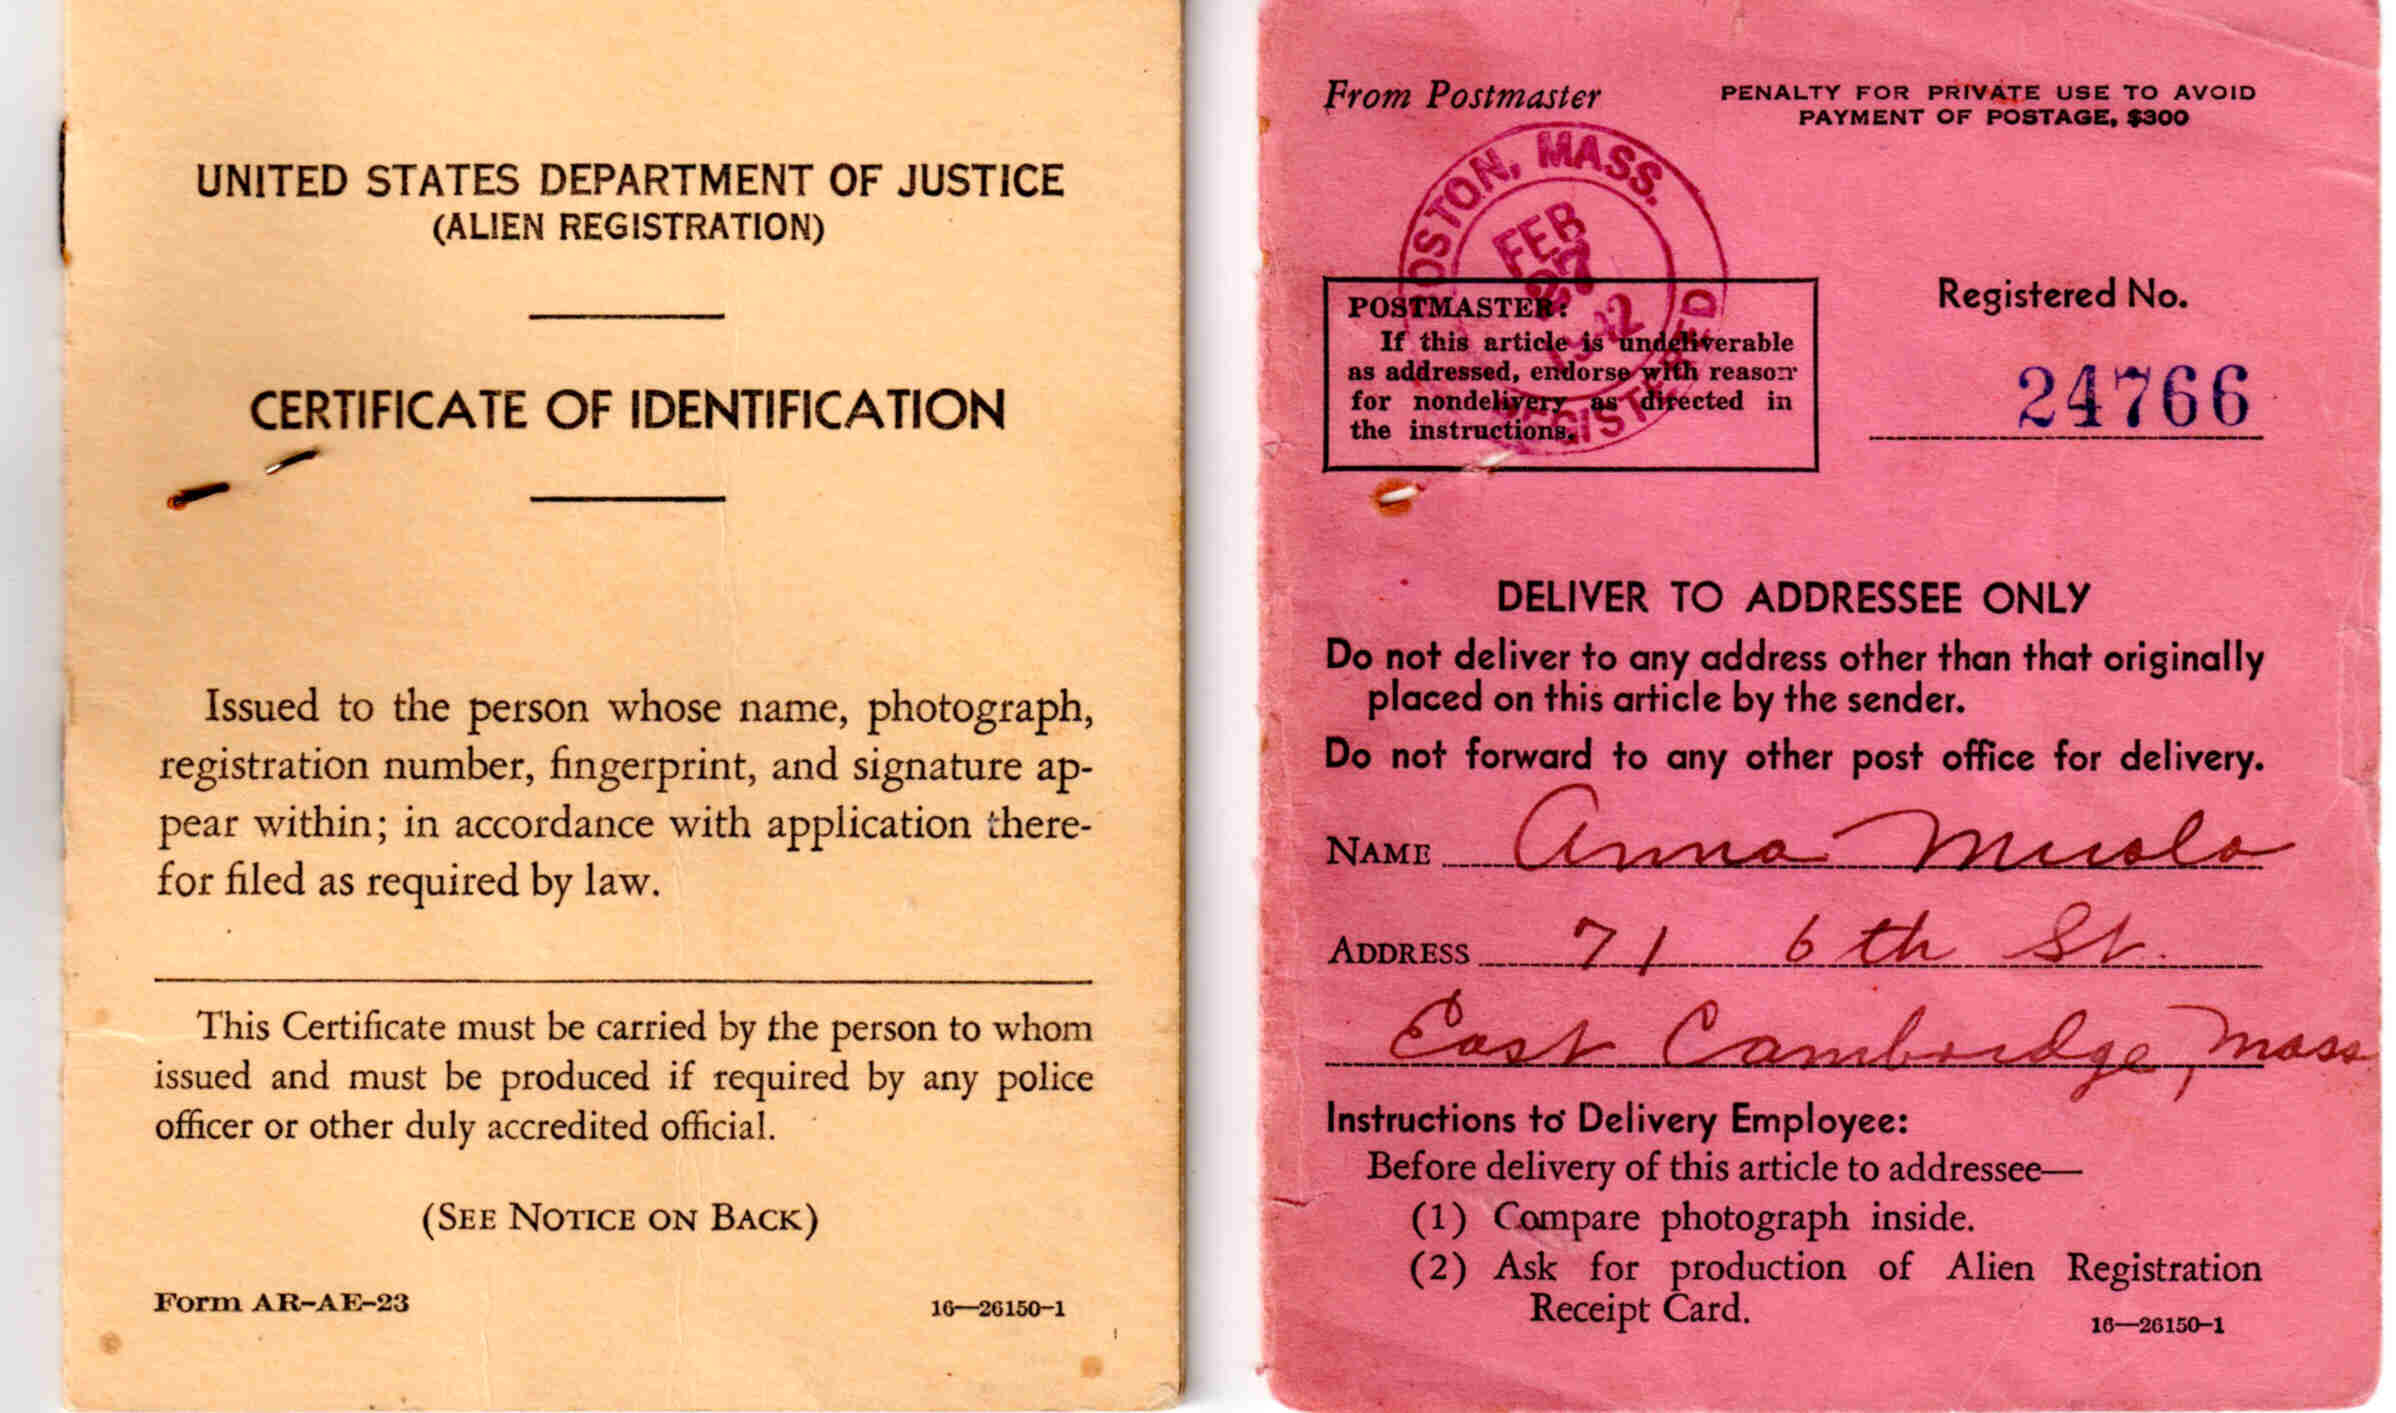 UNITED STATES DEPARTMENT OF JUSTICE
(ALIEN REGISTRATION)
CERTIFICATE OF IDENTIFICATION
Issued to the person whose name, photograph,
registration number, fingerprint, and signature ap-
pear within; in accordance with application there-
for filed as required by law.
This Certificate must be carried by the person to whom
issued and must be produced if required by any police
officer or other duly accredited official.
(SEE NOTICE ON BACK)
Form AR-AE-23
16—26150-1
From Postmaster
PENALTY FOR PRIVATE USE TO AVOID
PAYMENT OF POSTAGE, $300
BOSTON, MASS.
FEB
27
1942
REGISTERED
POSTMASTER:
If this article is undeliverable
as addressed, endorse with reason
for nondelivery as directed in
the instructions.
Registered No.
24766
DELIVER TO ADDRESSEE ONLY
Do not deliver to any address other than that originally
placed on this article by the sender.
Do not forward to any other post office for delivery.
NAME Anna Muolo
ADDRESS 71 6th St.
East Cambridge, Mass
Instructions to Delivery Employee:
Before delivery of this article to addressee—
(1) Compare photograph inside.
(2) Ask for production of Alien Registration
Receipt Card.
16—26150-1